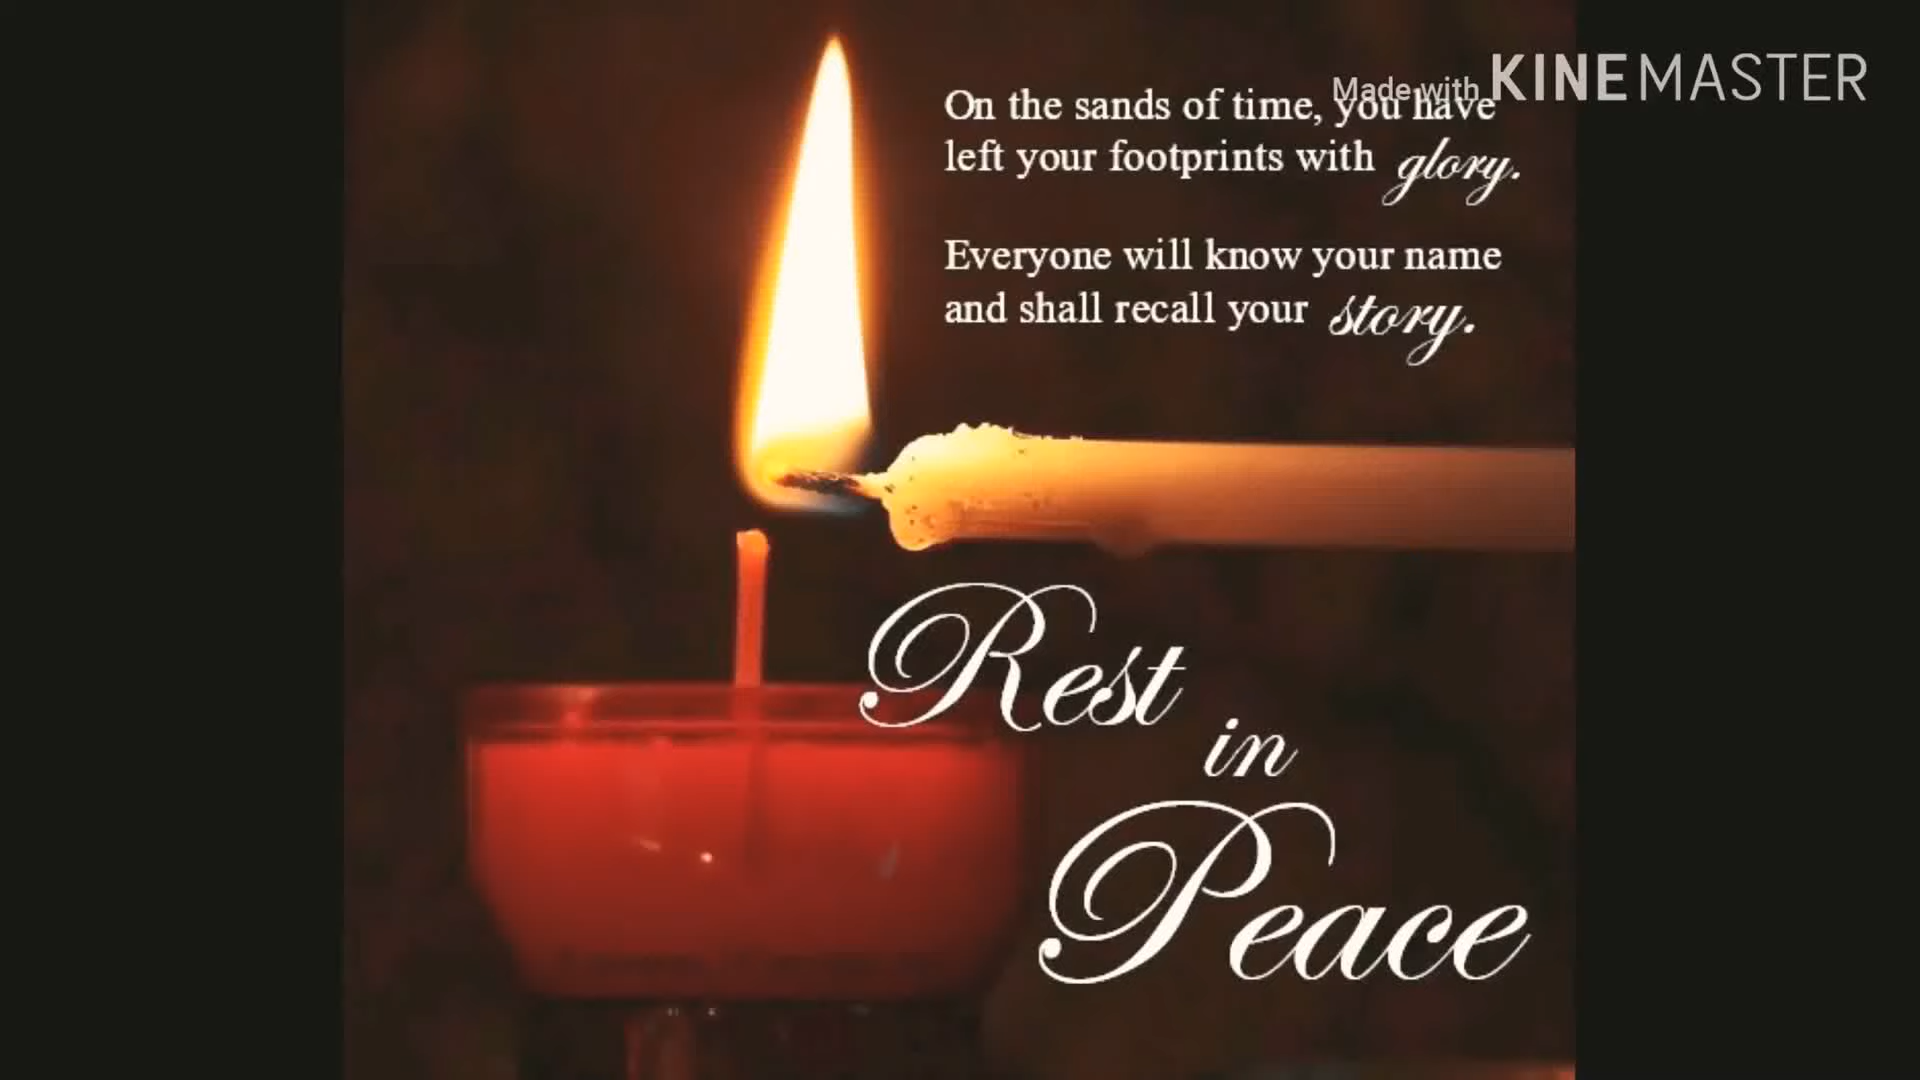 Made with KINEMASTER
On the sands of time, you have
left your footprints with glory.
Everyone will know your name
and shall recall your story.
Rest
in
Peace